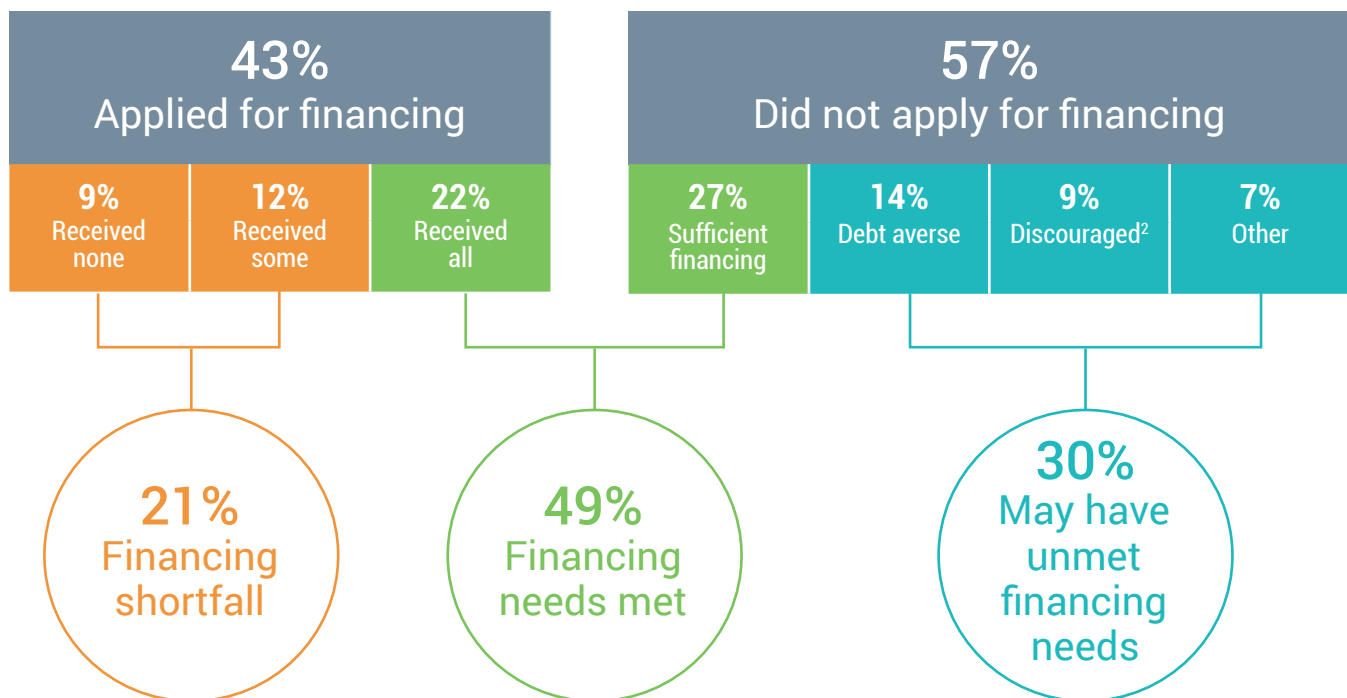 43%
Applied for financing
57%
Did not apply for financing
9%
Received
none
12%
Received
some
22%
Received
all
27%
Sufficient
financing
14%
Debt averse
9%
Discouraged²
7%
Other
21%
Financing
shortfall
49%
Financing
needs met
30%
May have
unmet
financing
needs